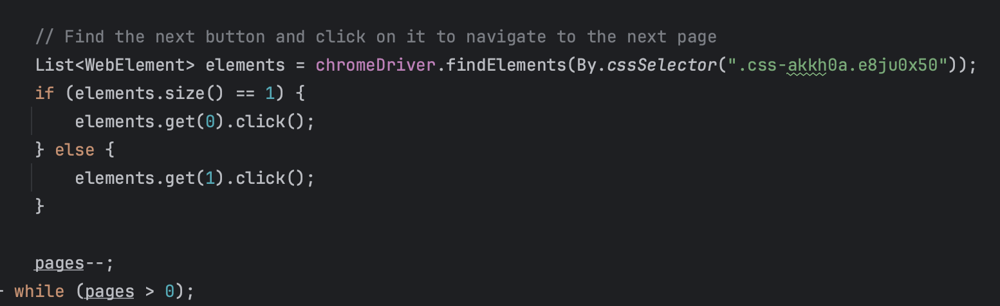 // Find the next button and click on it to navigate to the next page
List<WebElement> elements = chromeDriver.findElements(By.cssSelector(".css-akkh0a.e8ju0x50"));
if (elements.size() == 1) {
    elements.get(0).click();
} else {
    elements.get(1).click();
}
pages--;
while (pages > 0);